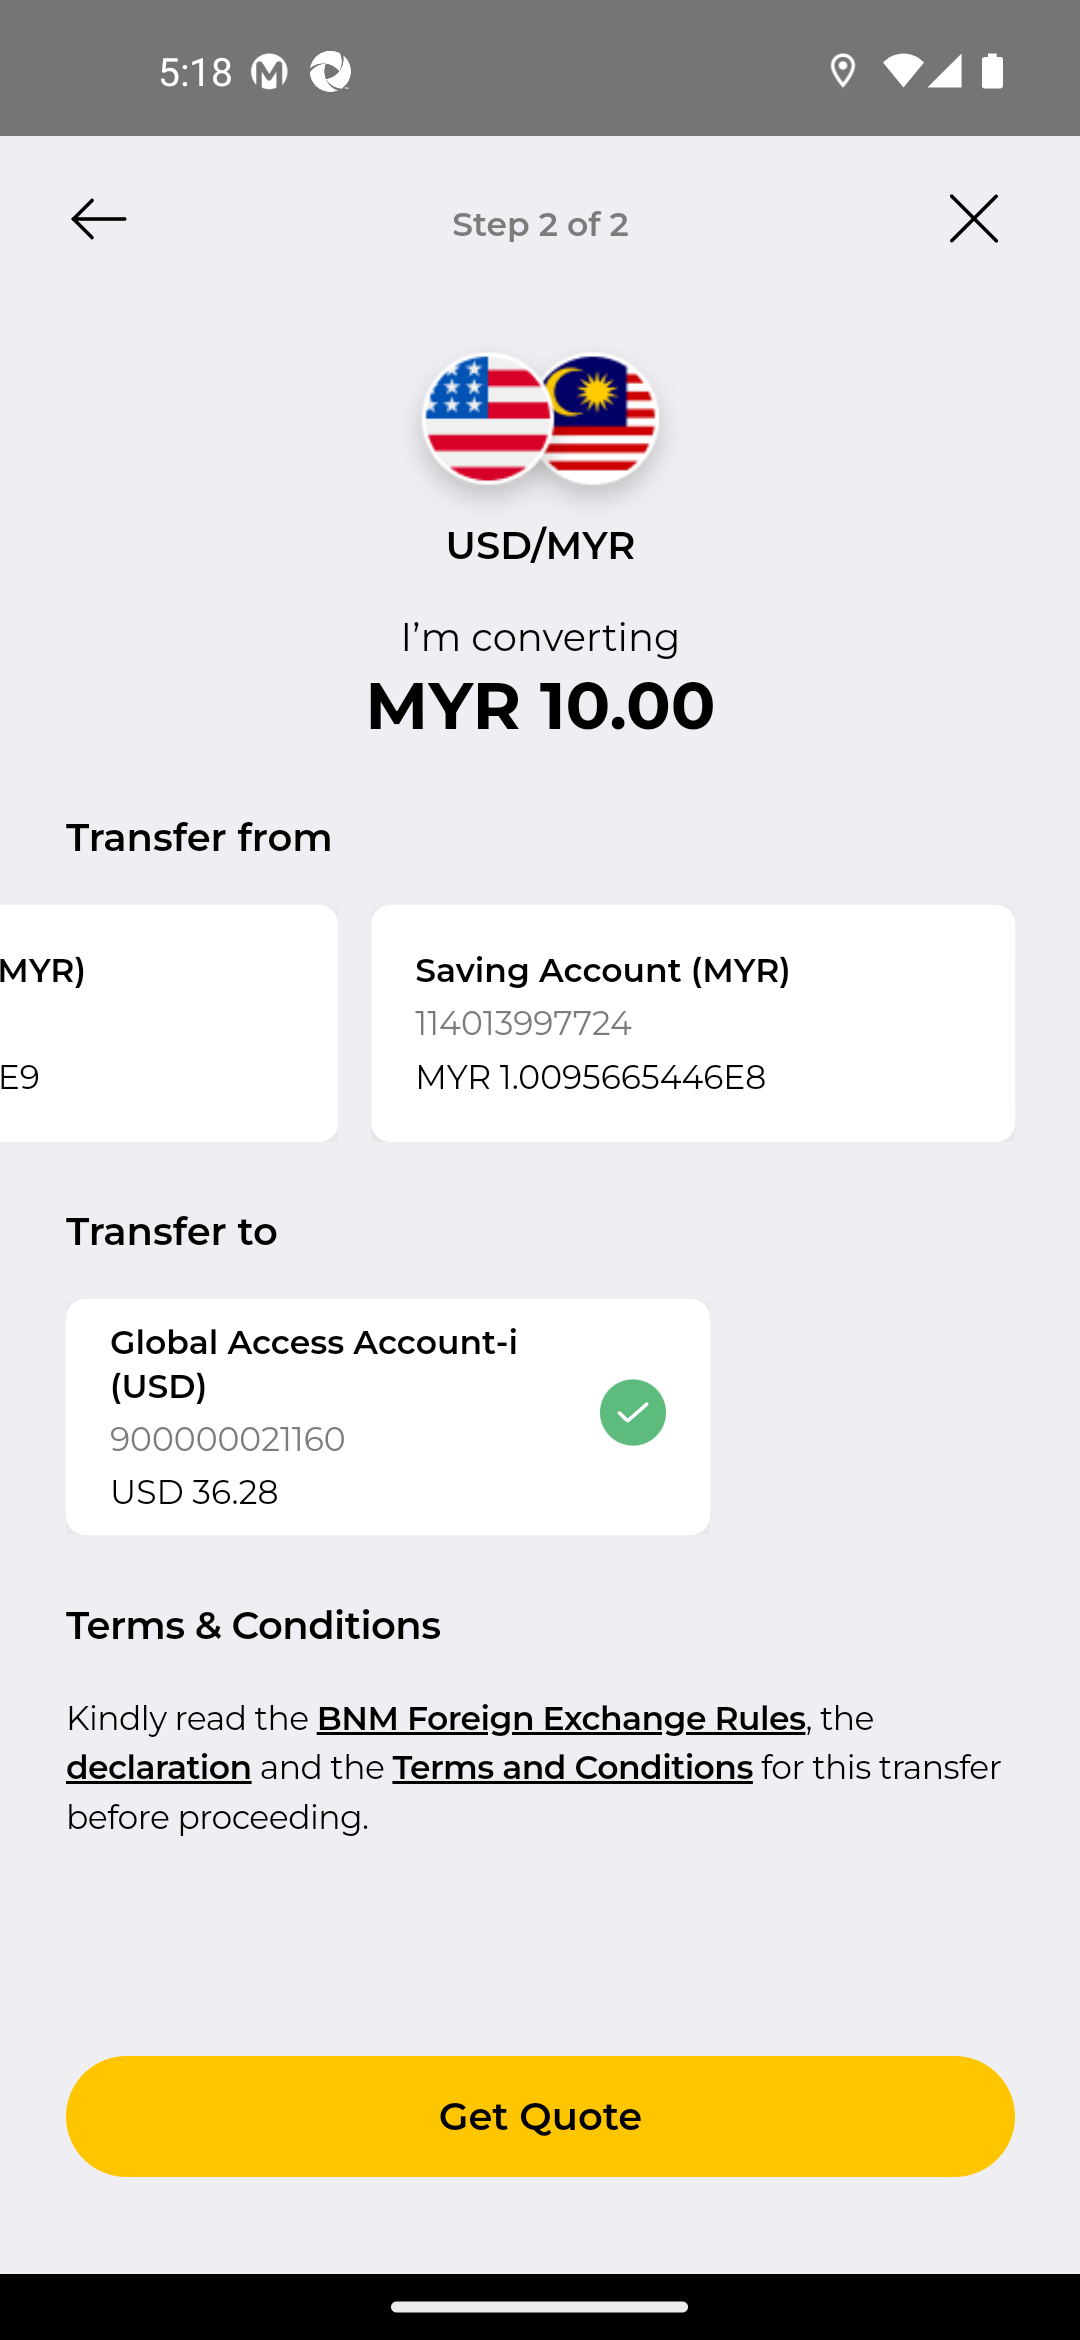 5:18
Step 2 of 2
USD/MYR
I’m converting
MYR 10.00
Transfer from
MYR)
E9
Saving Account (MYR)
114013997724
MYR 1.0095665446E8
Transfer to
Global Access Account-i
(USD)
900000021160
USD 36.28
Terms & Conditions
Kindly read the BNM Foreign Exchange Rules, the
declaration and the Terms and Conditions for this transfer
before proceeding.
Get Quote